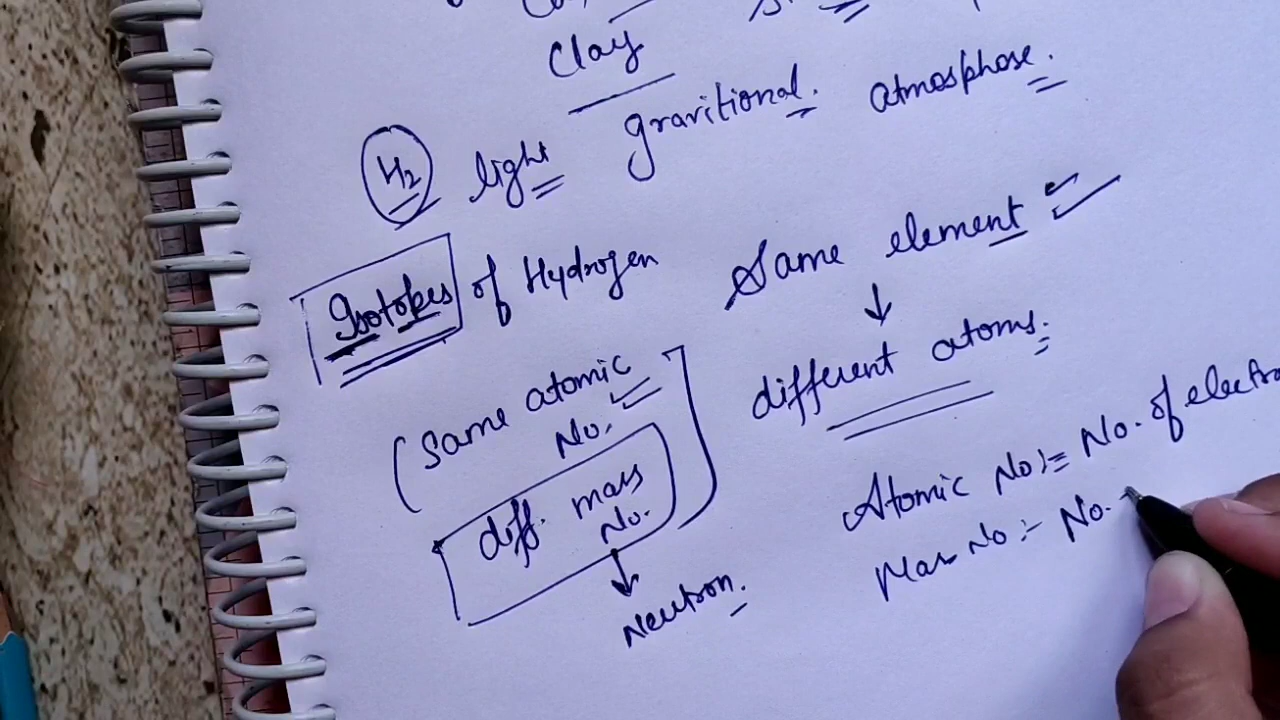 Clay
H2 light gravitional. atmosphose.
Isotopes of Hydrogen
Same element
↓
different atoms.
(Same atomic No.
diff. mass No.
↓
Neutron.
Atomic No:= No. of electro
Mass No:- No.